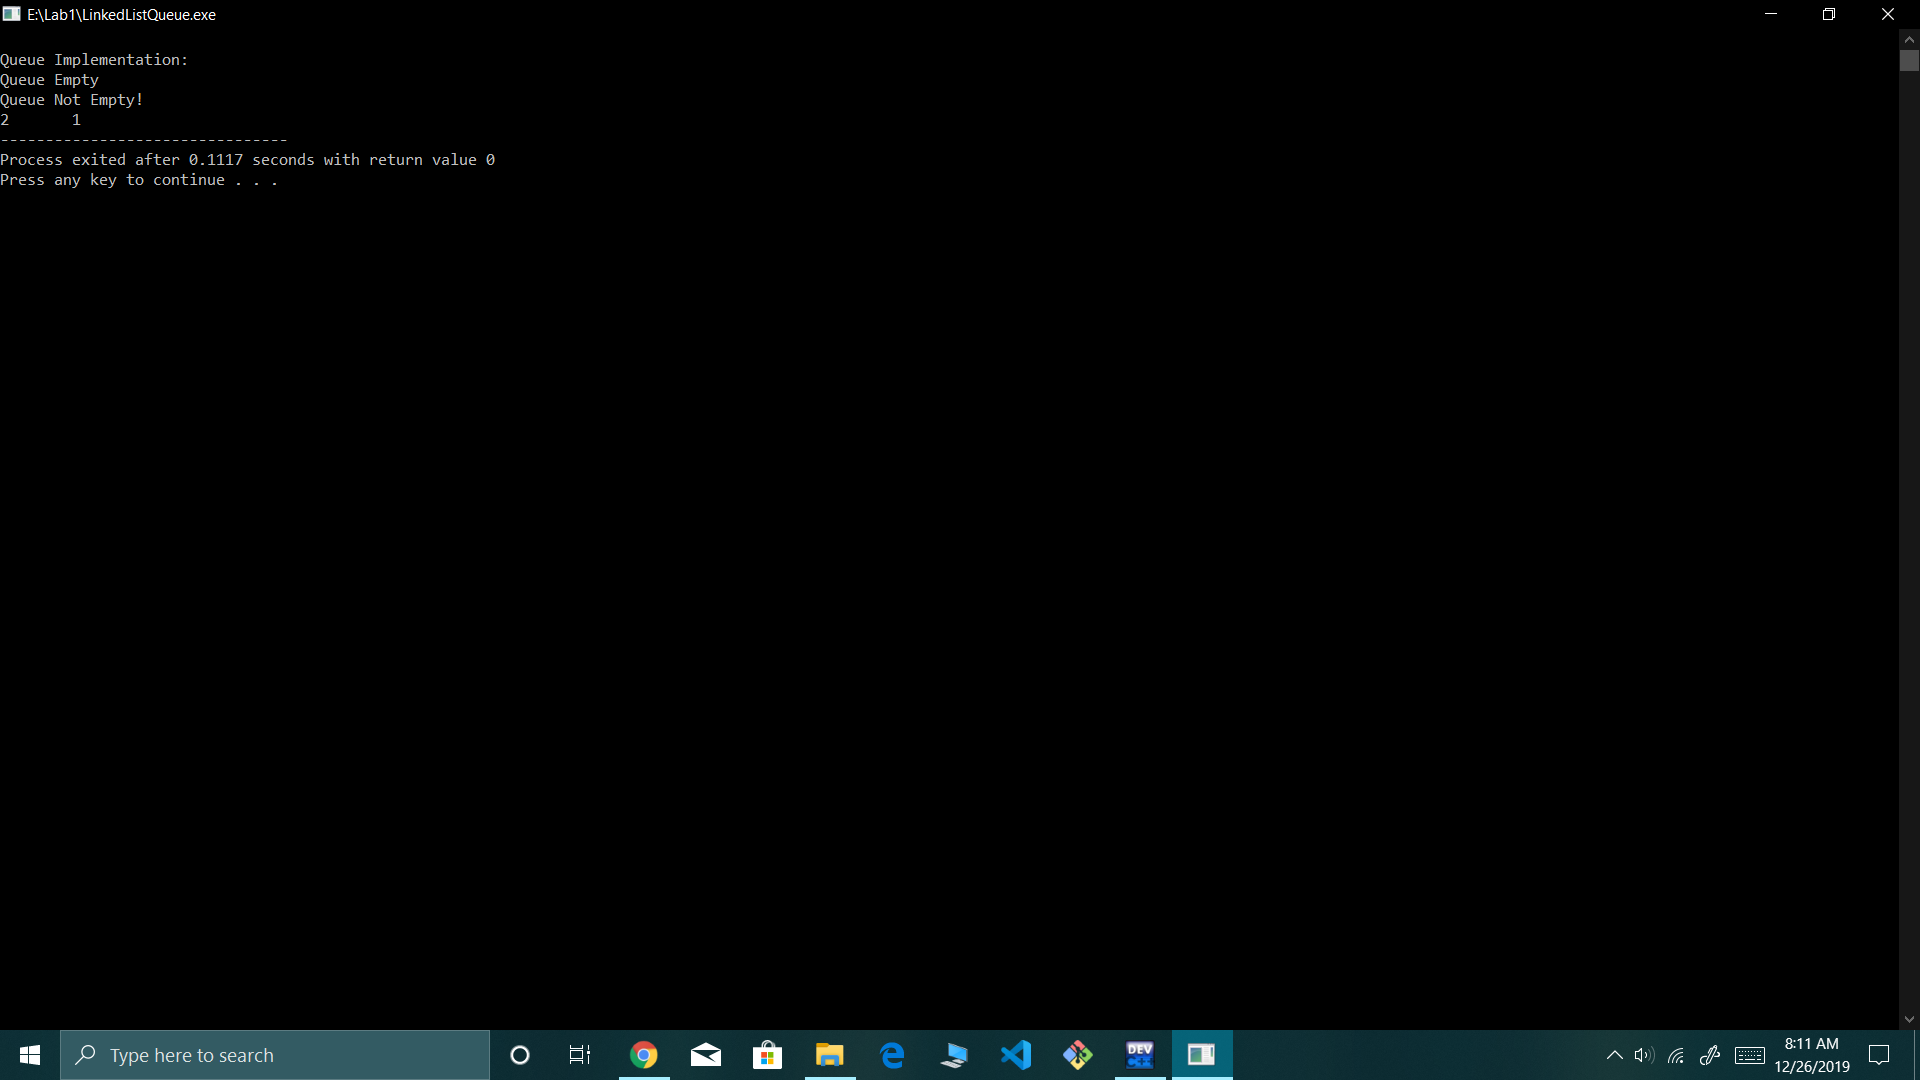 E:\Lab1\LinkedListQueue.exe
Queue Implementation:
Queue Empty
Queue Not Empty!
2       1
--------------------------------
Process exited after 0.1117 seconds with return value 0
Press any key to continue . . .
Type here to search
DEV
C++
8:11 AM
12/26/2019